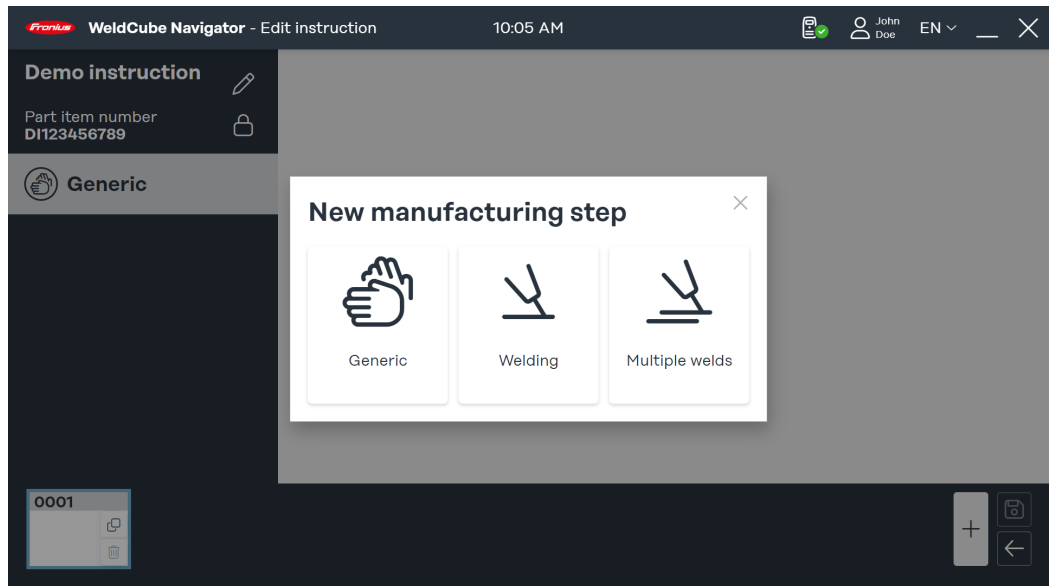 Fronius WeldCube Navigator - Edit instruction 10:05 AM John Doe EN
Demo instruction
Part item number
DI123456789
Generic
New manufacturing step
Generic Welding Multiple welds
0001